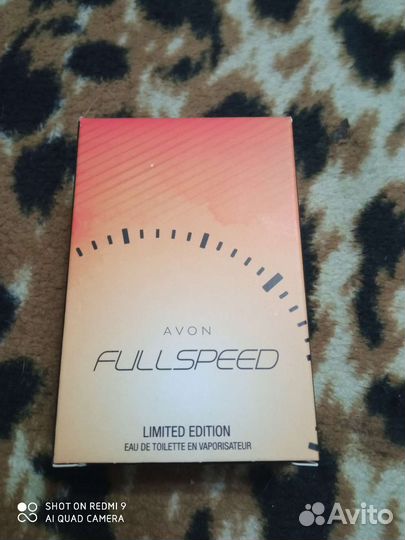 AVON
FULLSPEED
LIMITED EDITION
EAU DE TOILETTE EN VAPORISATEUR
SHOT ON REDMI 9
AI QUAD CAMERA
Avito